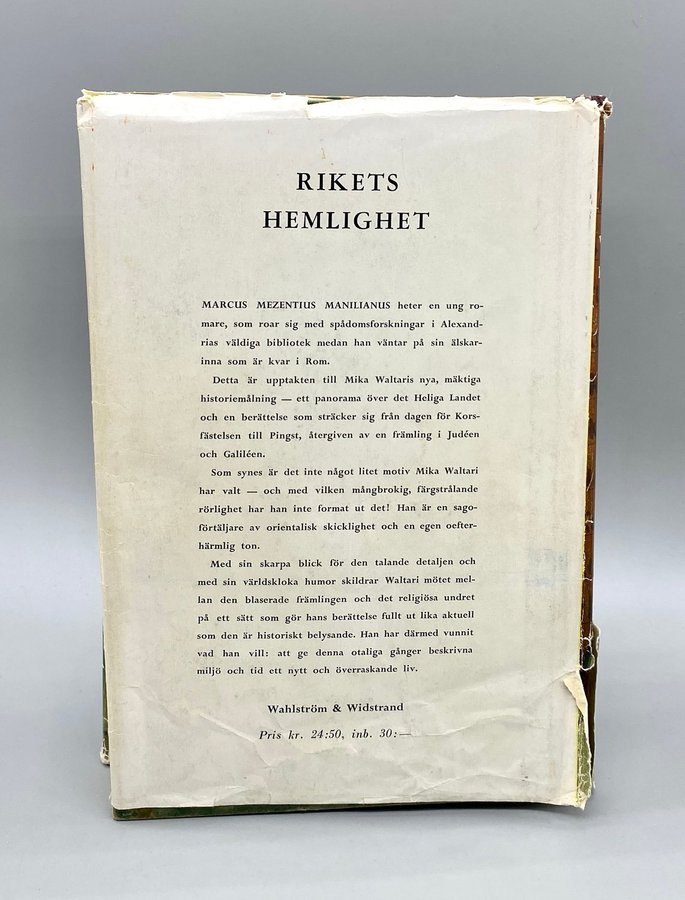 RIKETS
HEMLIGHET
MARCUS MEZENTIUS MANILIANUS heter en ung ro-
mare, som roar sig med spådomsforskningar i Alexand-
rias väldiga bibliotek medan han väntar på sin älskar-
inna som är kvar i Rom.
Detta är upptakten till Mika Waltaris nya, mäktiga
historiemålning — ett panorama över det Heliga Landet
och en berättelse som sträcker sig från dagen för Kors-
fästelsen till Pingst, återgiven av en främling i Judéen
och Galiléen.
Som synes är det inte något litet motiv Mika Waltari
har valt — och med vilken mångbrokig, färgstrålande
rörlighet har han inte format ut det! Han är en sago-
förtäljare av orientalisk skicklighet och en egen oefter-
härmlig ton.
Med sin skarpa blick för den talande detaljen och
med sin världskloka humor skildrar Waltari mötet mel-
lan den blaserade främlingen och det religiösa undret
på ett sätt som gör hans berättelse fullt ut lika aktuell
som den är historiskt belysande. Han har därmed vunnit
vad han vill: att ge denna otaliga gånger beskrivna
miljö och tid ett nytt och överraskande liv.
Wahlström & Widstrand
Pris kr. 24:50, inb. 30:—